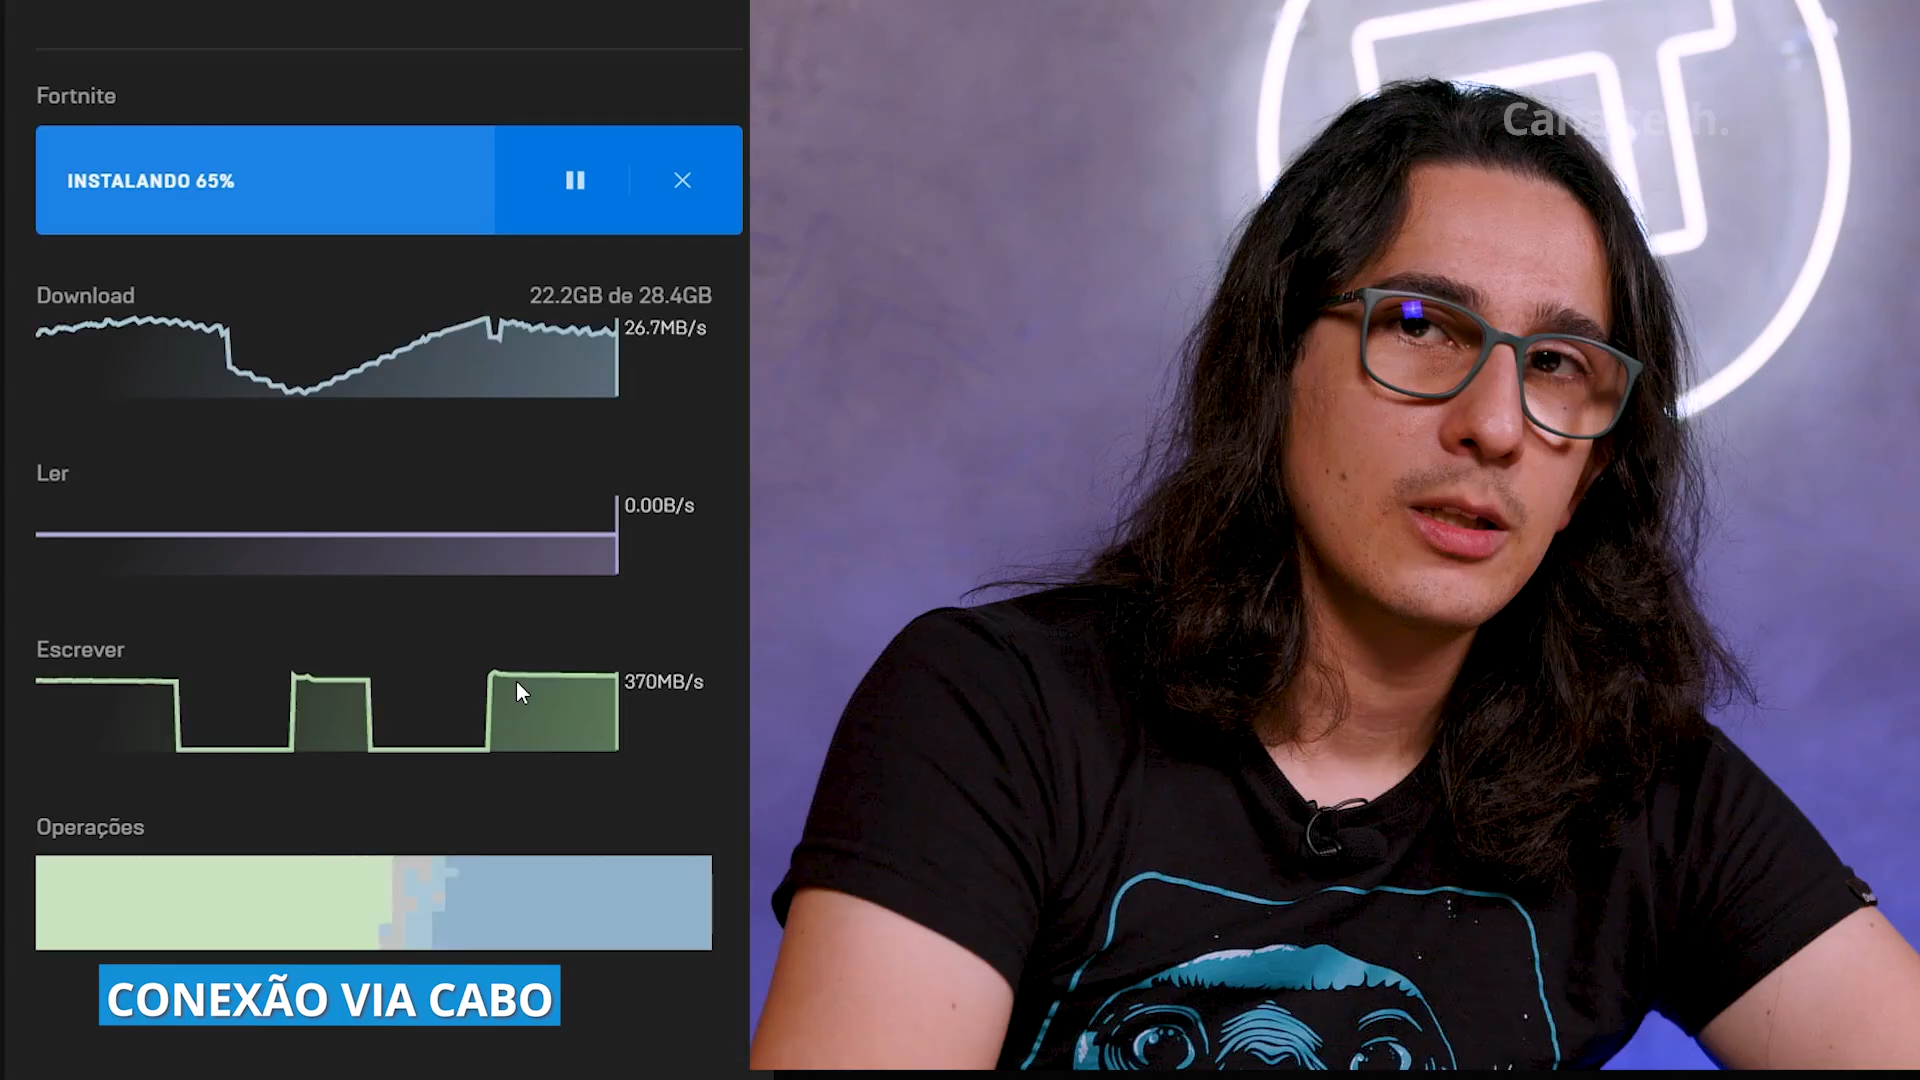 Fortnite
INSTALANDO 65%
Download 22.2GB de 28.4GB
26.7MB/s
Ler
0.00B/s
Escrever
370MB/s
Operações
CONEXÃO VIA CABO
Canaltech.